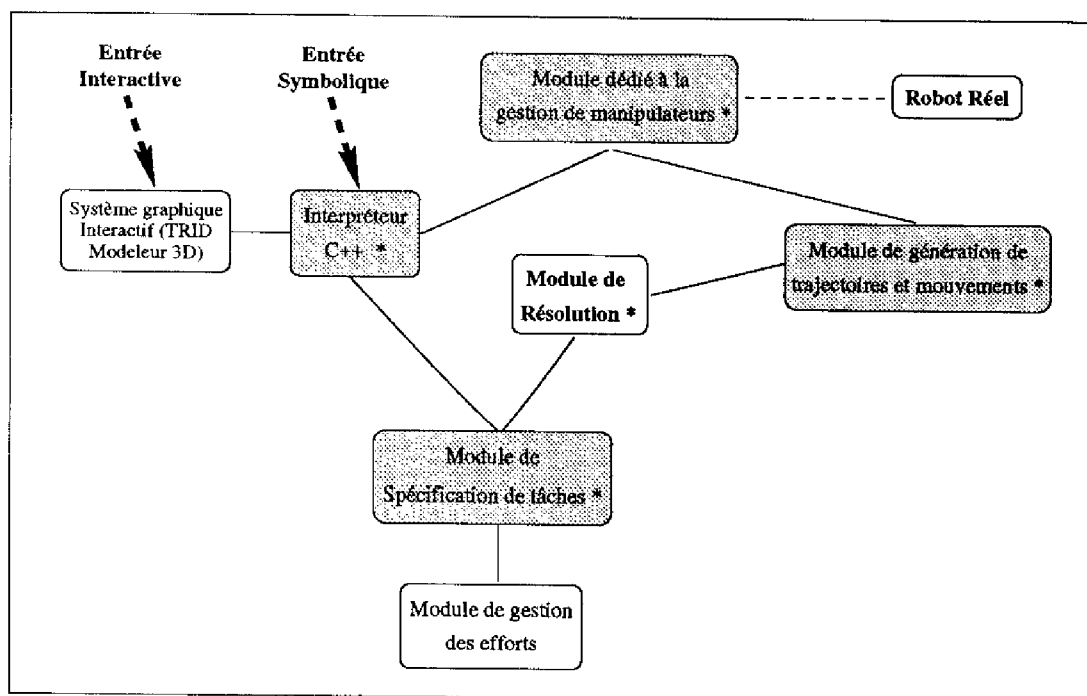 Entrée
Interactive
Entrée
Symbolique
Module dédié à la
gestion de manipulateurs *
Robot Réel
Système graphique
Interactif (TRID
Modeleur 3D)
Interpréteur
C++ *
Module de
Résolution *
Module de génération de
trajectoires et mouvements *
Module de
Spécification de tâches *
Module de gestion
des efforts